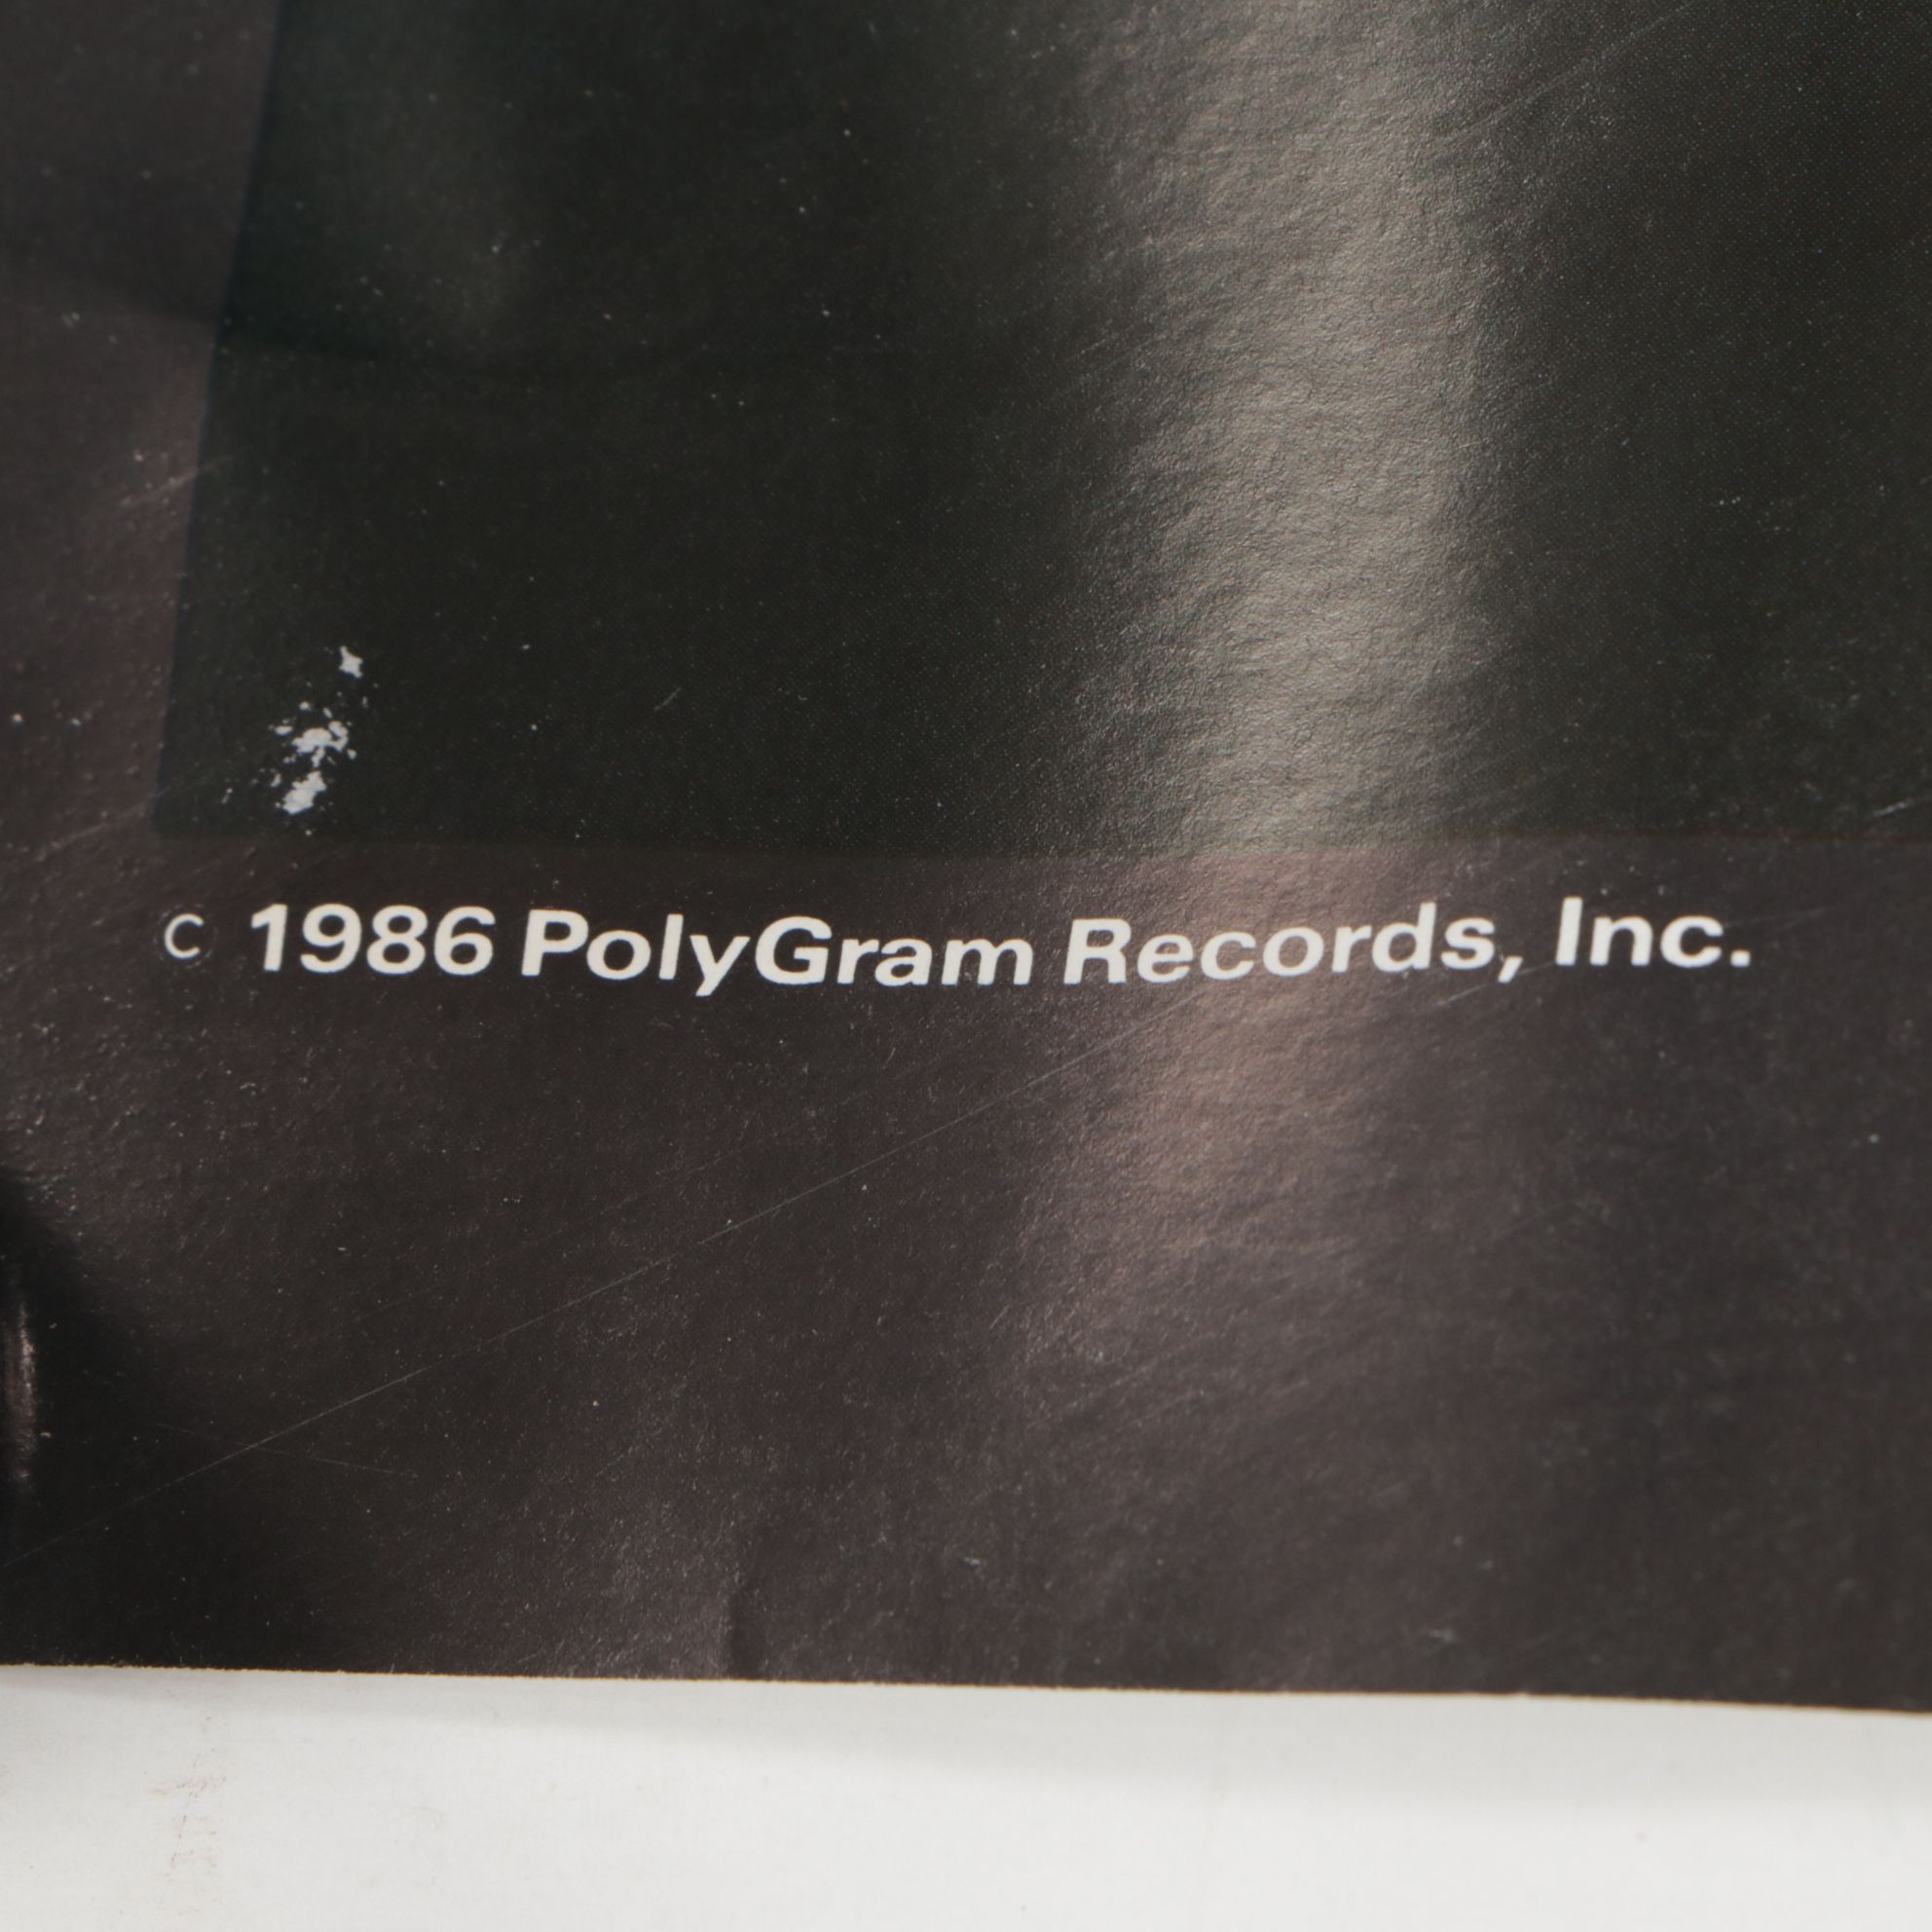 c 1986 PolyGram Records, Inc.